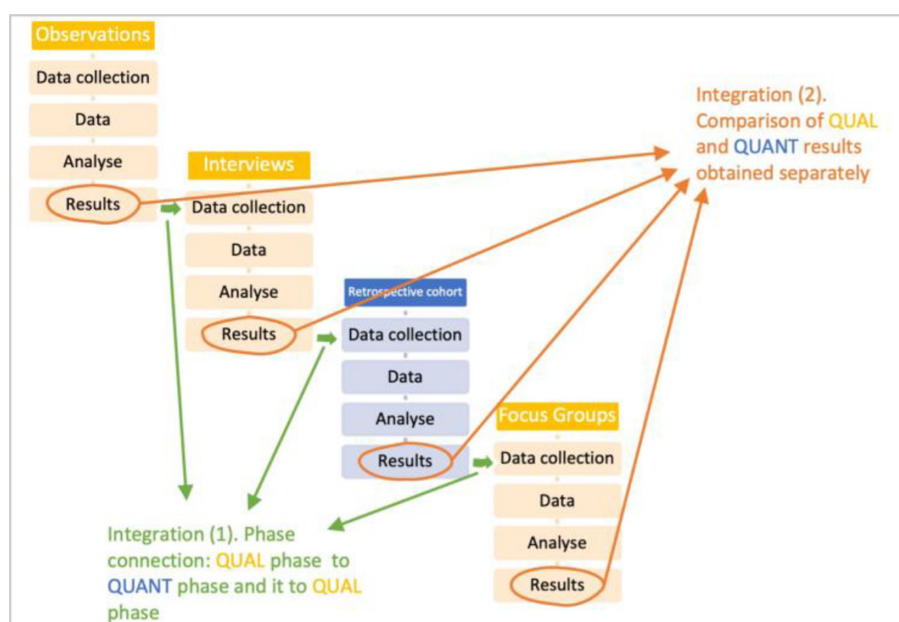 Observations
Data collection
Data
Analyse
Results
Interviews
Data collection
Data
Analyse
Results
Retrospective cohort
Data collection
Data
Analyse
Results
Focus Groups
Data collection
Data
Analyse
Results
Integration (2).
Comparison of QUAL
and QUANT results
obtained separately
Integration (1). Phase
connection: QUAL phase to
QUANT phase and it to QUAL
phase